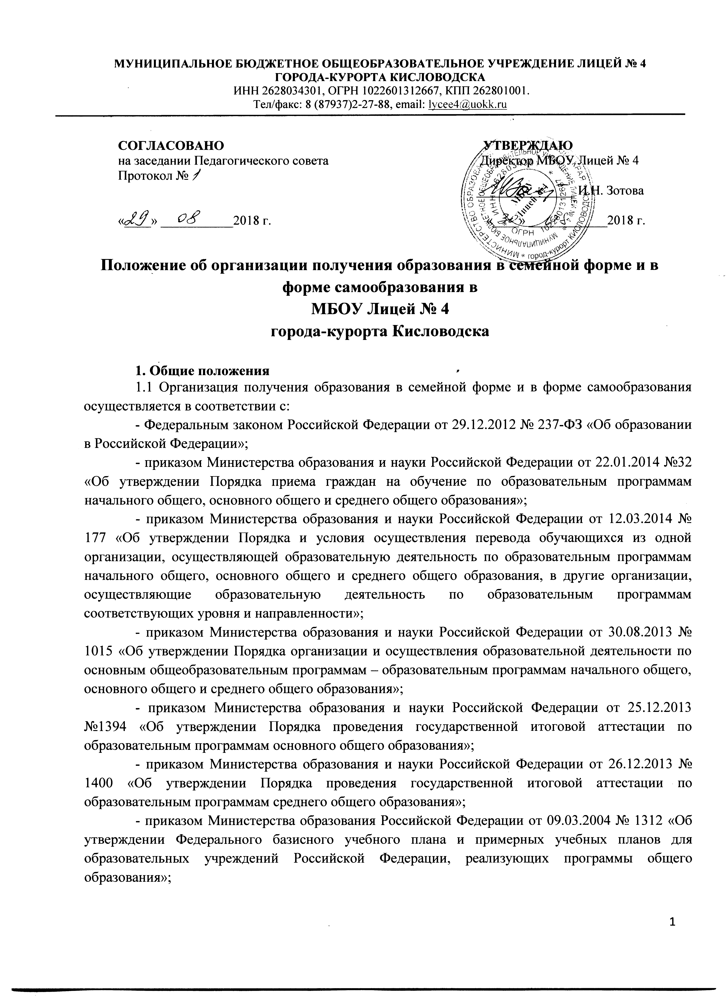 МУНИЦИПАЛЬНОЕ БЮДЖЕТНОЕ ОБЩЕОБРАЗОВАТЕЛЬНОЕ УЧРЕЖДЕНИЕ ЛИЦЕЙ № 4
ГОРОДА-КУРОРТА КИСЛОВОДСКА
ИНН 2628034301, ОГРН 1022601312667, КПП 262801001.
Тел/факс: 8 (87937)2-27-88, email: lycee4@uokk.ru
СОГЛАСОВАНО
на заседании Педагогического совета
Протокол № 1
«29» 08 2018 г.
УТВЕРЖДАЮ
Директор МБОУ Лицей № 4
И.Н. Зотова
2018 г.
МБОУ
Лицей №4
ИНН 2628034301 * ОГРН 1022601312667 *
МУНИЦИПАЛЬНОЕ БЮДЖЕТНОЕ ОБЩЕОБРАЗОВАТЕЛЬНОЕ УЧРЕЖДЕНИЕ ЛИЦЕЙ № 4 *
* город-курорт КИСЛОВОДСК
Положение об организации получения образования в семейной форме и в
форме самообразования в
МБОУ Лицей № 4
города-курорта Кисловодска
1. Общие положения
1.1 Организация получения образования в семейной форме и в форме самообразования
осуществляется в соответствии с:
- Федеральным законом Российской Федерации от 29.12.2012 № 237-ФЗ «Об образовании
в Российской Федерации»;
- приказом Министерства образования и науки Российской Федерации от 22.01.2014 №32
«Об утверждении Порядка приема граждан на обучение по образовательным программам
начального общего, основного общего и среднего общего образования»;
- приказом Министерства образования и науки Российской Федерации от 12.03.2014 №
177 «Об утверждении Порядка и условия осуществления перевода обучающихся из одной
организации, осуществляющей образовательную деятельность по образовательным программам
начального общего, основного общего и среднего общего образования, в другие организации,
осуществляющие образовательную деятельность по образовательным программам
соответствующих уровня и направленности»;
- приказом Министерства образования и науки Российской Федерации от 30.08.2013 №
1015 «Об утверждении Порядка организации и осуществления образовательной деятельности по
основным общеобразовательным программам – образовательным программам начального общего,
основного общего и среднего общего образования»;
- приказом Министерства образования и науки Российской Федерации от 25.12.2013
№1394 «Об утверждении Порядка проведения государственной итоговой аттестации по
образовательным программам основного общего образования»;
- приказом Министерства образования и науки Российской Федерации от 26.12.2013 №
1400 «Об утверждении Порядка проведения государственной итоговой аттестации по
образовательным программам среднего общего образования»;
- приказом Министерства образования Российской Федерации от 09.03.2004 № 1312 «Об
утверждении Федерального базисного учебного плана и примерных учебных планов для
образовательных учреждений Российской Федерации, реализующих программы общего
образования»;
1